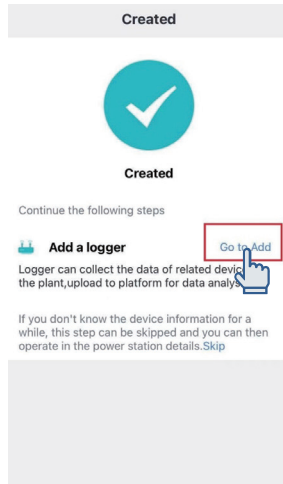 Created
Created
Continue the following steps
Add a logger Go to Add
Logger can collect the data of related
the plant,upload to platform for data
If you don't know the device information for a
while, this step can be skipped and you can then
operate in the power station details.Skip